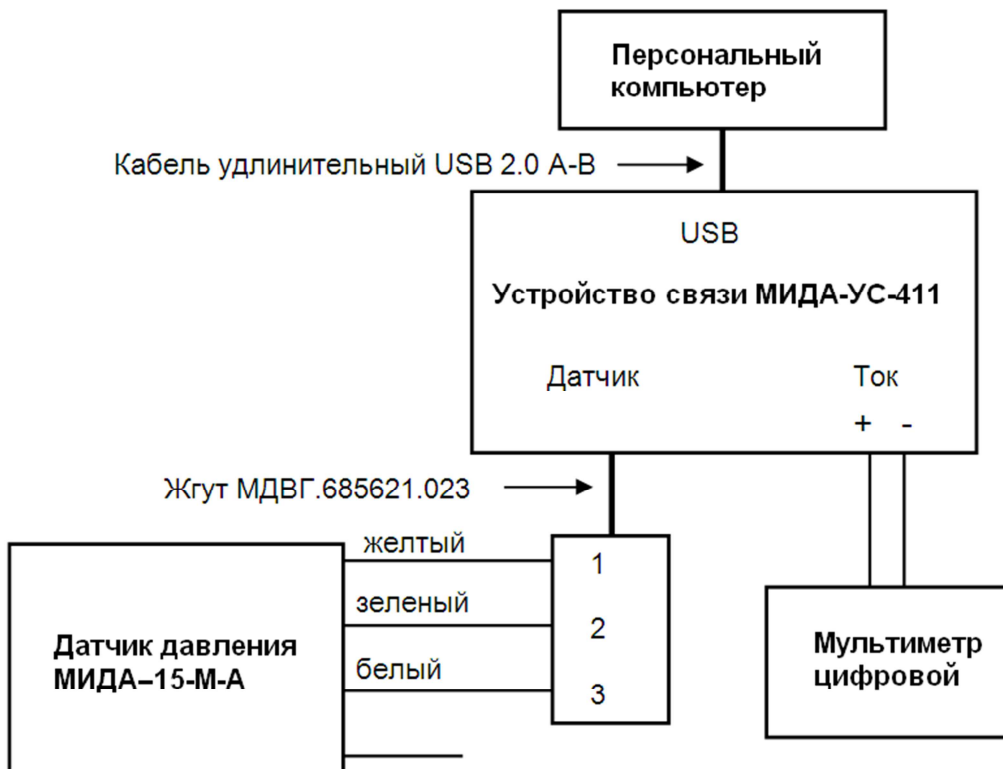 Персональный
компьютер
Кабель удлинительный USB 2.0 A-B
USB
Устройство связи МИДА-УС-411
Датчик
Ток
+ -
Жгут МДВГ.685621.023
желтый
1
зеленый
2
белый
3
Датчик давления
МИДА–15-М-А
Мультиметр
цифровой